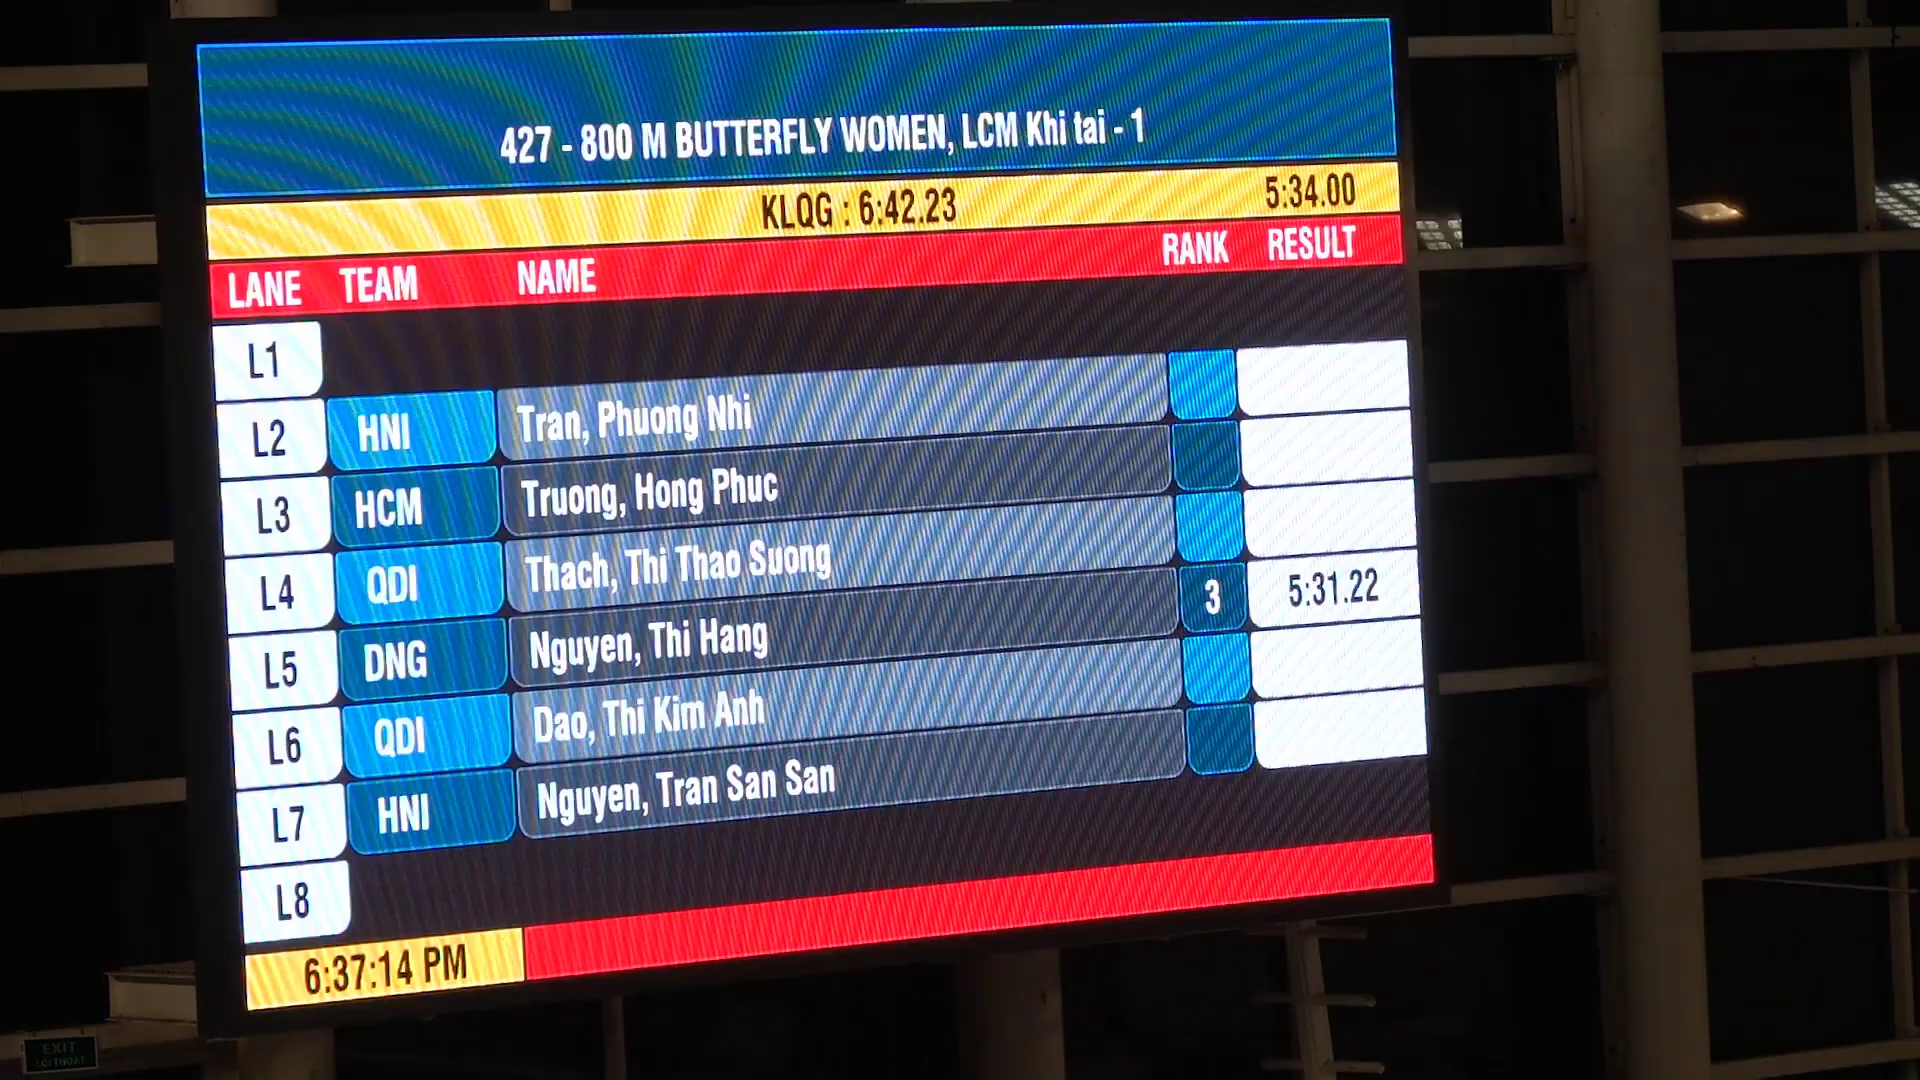 427 - 800 M BUTTERFLY WOMEN, LCM Khi tai - 1
KLQG : 6:42.23 5:34.00
LANE TEAM NAME RANK RESULT
L1
L2 HNI Tran, Phuong Nhi
L3 HCM Truong, Hong Phuc
L4 QDI Thach, Thi Thao Suong
L5 DNG Nguyen, Thi Hang 3 5:31.22
L6 QDI Dao, Thi Kim Anh
L7 HNI Nguyen, Tran San San
L8
6:37:14 PM
EXIT